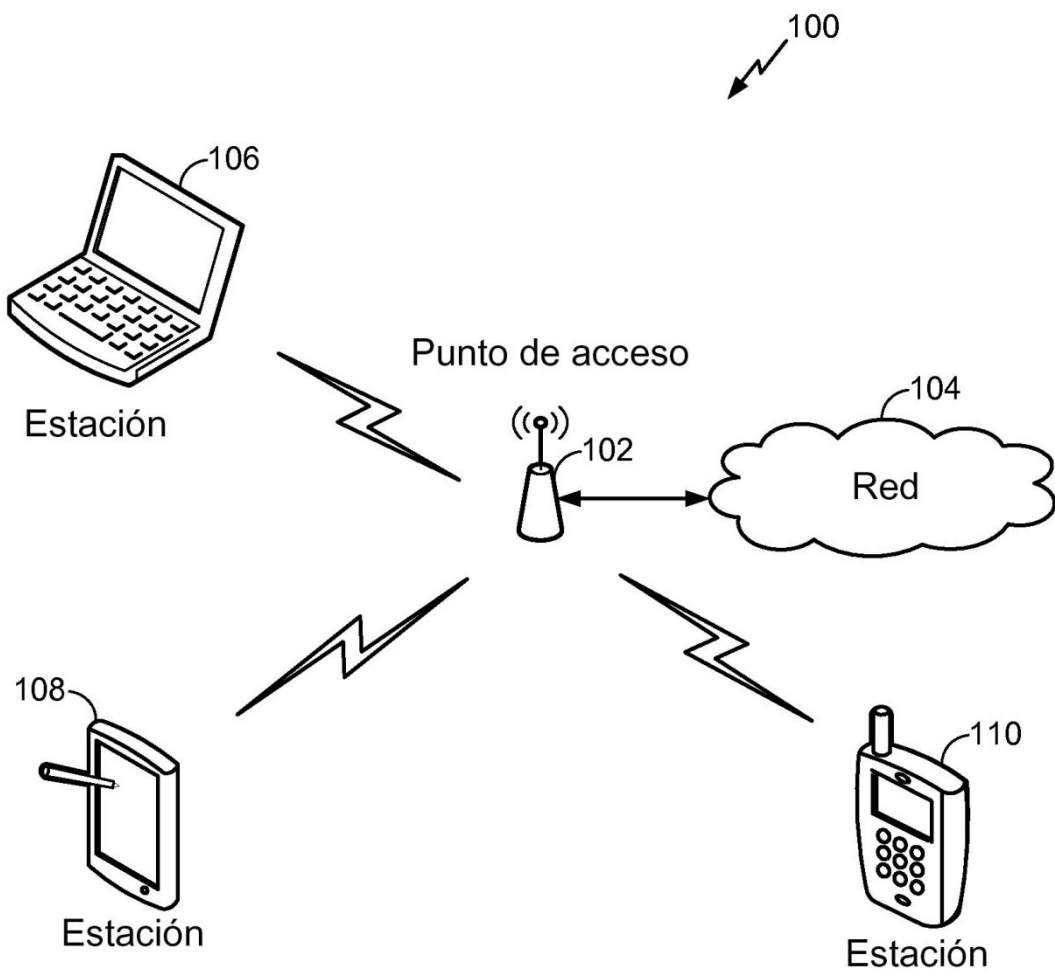 100
106
Estación
Punto de acceso
104
102
Red
108
Estación
110
Estación